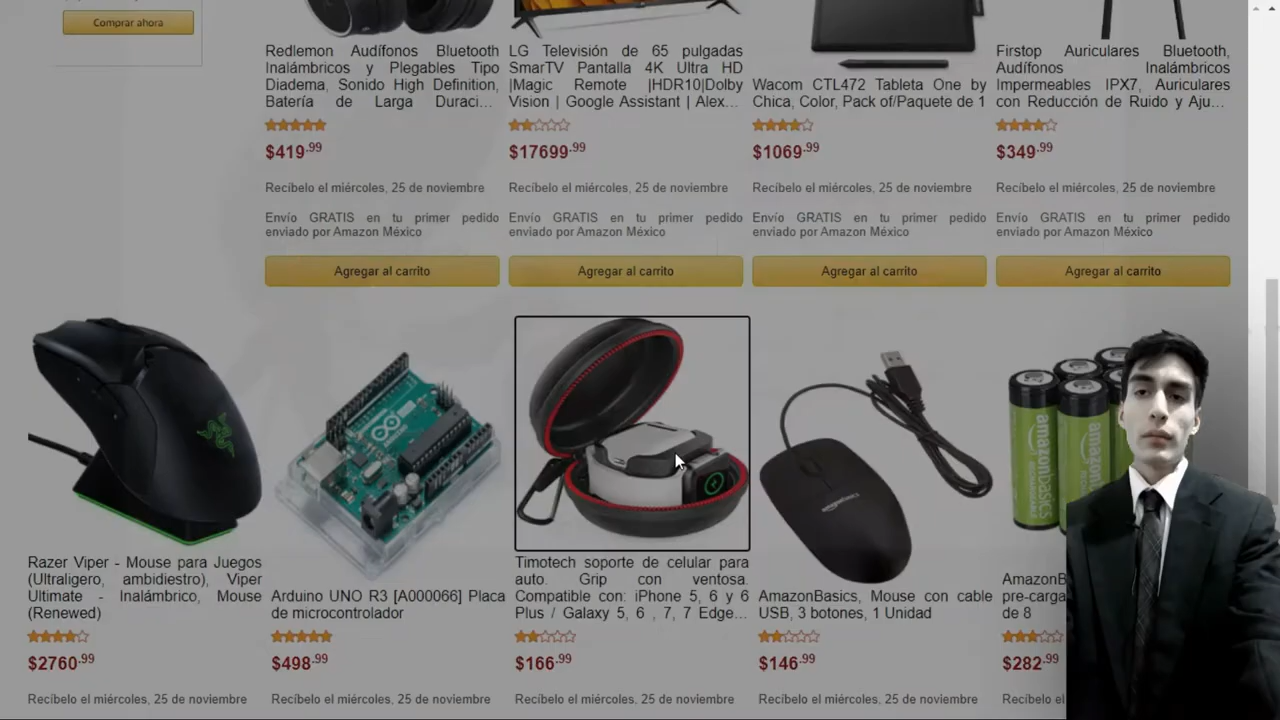 Comprar ahora
Redlemon Audífonos Bluetooth
Inalámbricos y Plegables Tipo
Diadema, Sonido High Definition,
Batería de Larga Duraci...
$419.99
Recíbelo el miércoles, 25 de noviembre
Envío GRATIS en tu primer pedido
enviado por Amazon México
Agregar al carrito
LG Televisión de 65 pulgadas
SmarTV Pantalla 4K Ultra HD
|Magic Remote |HDR10|Dolby
Vision | Google Assistant | Alex...
$17699.99
Recíbelo el miércoles, 25 de noviembre
Envío GRATIS en tu primer pedido
enviado por Amazon México
Agregar al carrito
Wacom CTL472 Tableta One by
Chica, Color, Pack of/Paquete de 1
$1069.99
Recíbelo el miércoles, 25 de noviembre
Envío GRATIS en tu primer pedido
enviado por Amazon México
Agregar al carrito
Firstop Auriculares Bluetooth,
Audífonos Inalámbricos
Impermeables IPX7, Auriculares
con Reducción de Ruido y Aju...
$349.99
Recíbelo el miércoles, 25 de noviembre
Envío GRATIS en tu primer pedido
enviado por Amazon México
Agregar al carrito
Razer Viper - Mouse para Juegos
(Ultraligero, ambidiestro), Viper
Ultimate - Inalámbrico, Mouse
(Renewed)
$2760.99
Recíbelo el miércoles, 25 de noviembre
Arduino UNO R3 [A000066] Placa
de microcontrolador
$498.99
Recíbelo el miércoles, 25 de noviembre
Timotech soporte de celular para
auto. Grip con ventosa.
Compatible con: iPhone 5, 6 y 6
Plus / Galaxy 5, 6 , 7, 7 Edge...
$166.99
Recíbelo el miércoles, 25 de noviembre
AmazonBasics, Mouse con cable
USB, 3 botones, 1 Unidad
$146.99
Recíbelo el miércoles, 25 de noviembre
amazonbasics
amazon
AmazonB
pre-carga
de 8
$282.99
Recíbelo el